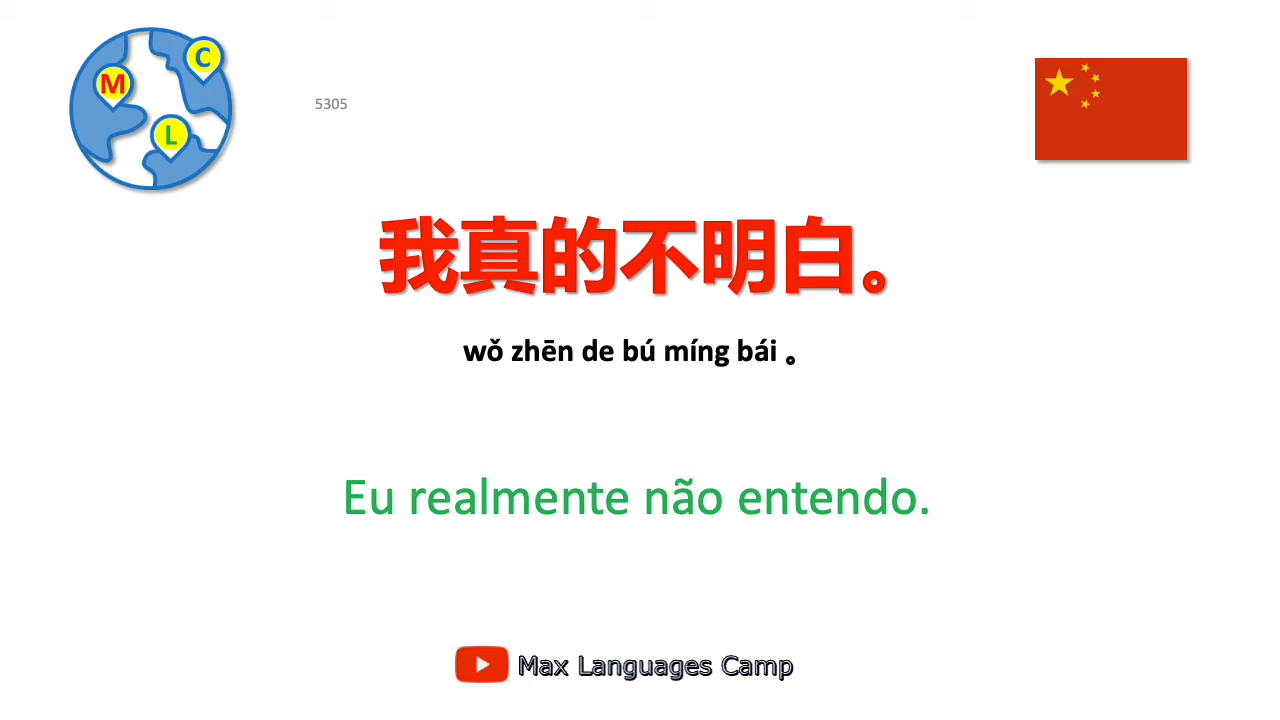 C
M
L
5305
我真的不明白。
wǒ zhēn de bú míng bái 。
Eu realmente não entendo.
Max Languages Camp